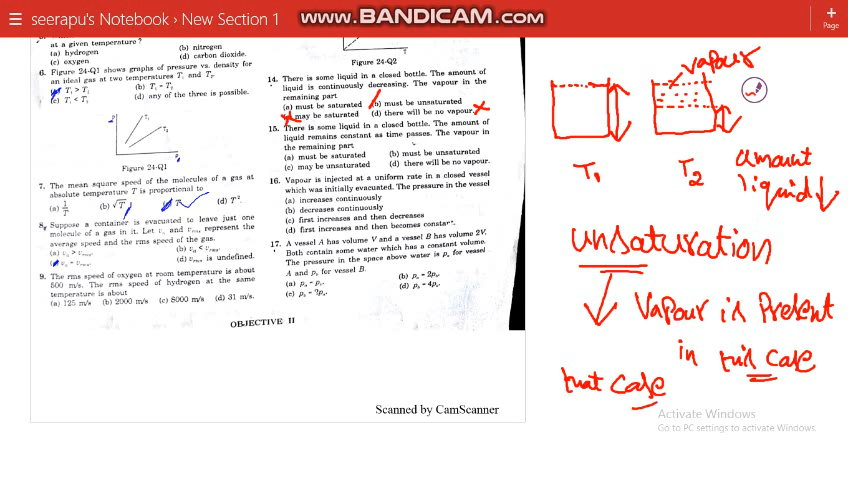 seerapu's Notebook › New Section 1
www.BANDICAM.com
Page
at a given temperature ?
(a) hydrogen (b) nitrogen
(c) oxygen (d) carbon dioxide.
6. Figure 24-Q1 shows graphs of pressure vs. density for
an ideal gas at two temperatures T₁ and T₂.
T₁ > T₂ (b) T₁ = T₂
(c) T₁ < T₂ (d) any of the three is possible.
T₁
T₂
Figure 24-Q1
7. The mean square speed of the molecules of a gas at
absolute temperature T is proportional to
(a) 1/T (b) √T T (d) T².
8. Suppose a container is evacuated to leave just one
molecule of a gas in it. Let vₐ and vᵣₘₛ represent the
average speed and the rms speed of the gas.
(a) vₐ > vᵣₘₛ (b) vₐ < vᵣₘₛ
vₐ = vᵣₘₛ (d) vᵣₘₛ is undefined.
9. The rms speed of oxygen at room temperature is about
500 m/s. The rms speed of hydrogen at the same
temperature is about
(a) 125 m/s (b) 2000 m/s (c) 8000 m/s (d) 31 m/s.
T
Figure 24-Q2
14. There is some liquid in a closed bottle. The amount of
liquid is continuously decreasing. The vapour in the
remaining part
(a) must be saturated (b) must be unsaturated
may be saturated (d) there will be no vapour.
15. There is some liquid in a closed bottle. The amount of
liquid remains constant as time passes. The vapour in
the remaining part
(a) must be saturated (b) must be unsaturated
(c) may be unsaturated (d) there will be no vapour.
16. Vapour is injected at a uniform rate in a closed vessel
which was initially evacuated. The pressure in the vessel
(a) increases continuously
(b) decreases continuously
(c) first increases and then decreases
(d) first increases and then becomes constant.
17. A vessel A has volume V and a vessel B has volume 2V.
Both contain some water which has a constant volume.
The pressure in the space above water is pₐ for vessel
A and p_b for vessel B.
(a) pₐ = p_b. (b) pₐ = 2p_b.
(c) p_b = 2pₐ. (d) p_b = 4pₐ.
OBJECTIVE II
Scanned by CamScanner
vapour
T₁
T₂
amount
liquid ↓
unsaturation
Vapour is Present
in this case
that case
Activate Windows
Go to PC settings to activate Windows.